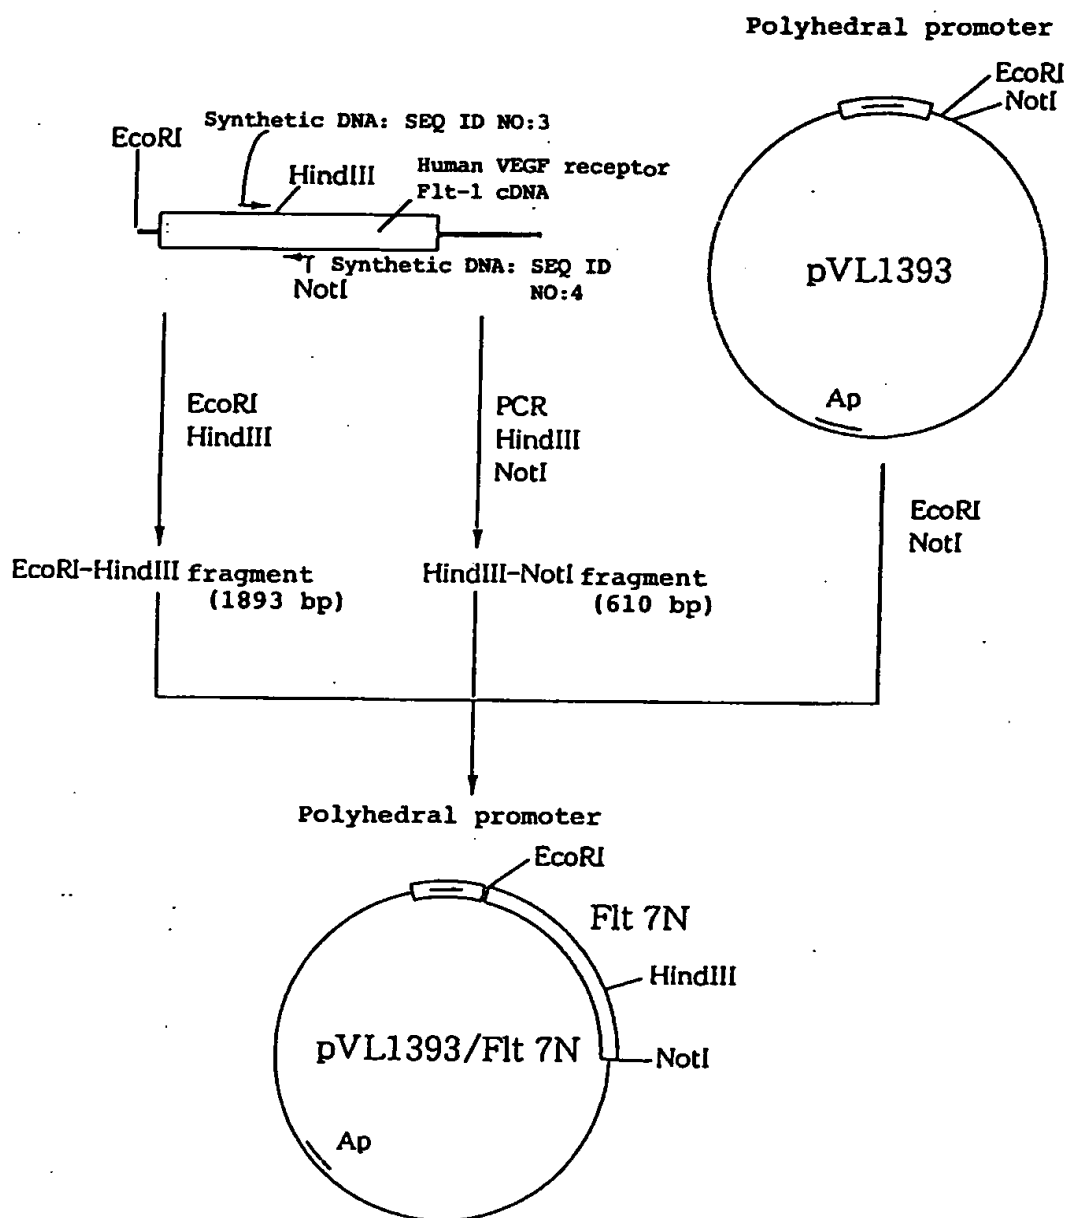 Polyhedral promoter
EcoRI
NotI
Synthetic DNA: SEQ ID NO:3
EcoRI
HindIII
Human VEGF receptor
Flt-1 cDNA
pVL1393
Synthetic DNA: SEQ ID
NO:4
NotI
Ap
EcoRI
HindIII
PCR
HindIII
NotI
EcoRI
NotI
EcoRI-HindIII fragment
(1893 bp)
HindIII-NotI fragment
(610 bp)
Polyhedral promoter
EcoRI
Flt 7N
HindIII
pVL1393/Flt 7N
NotI
Ap